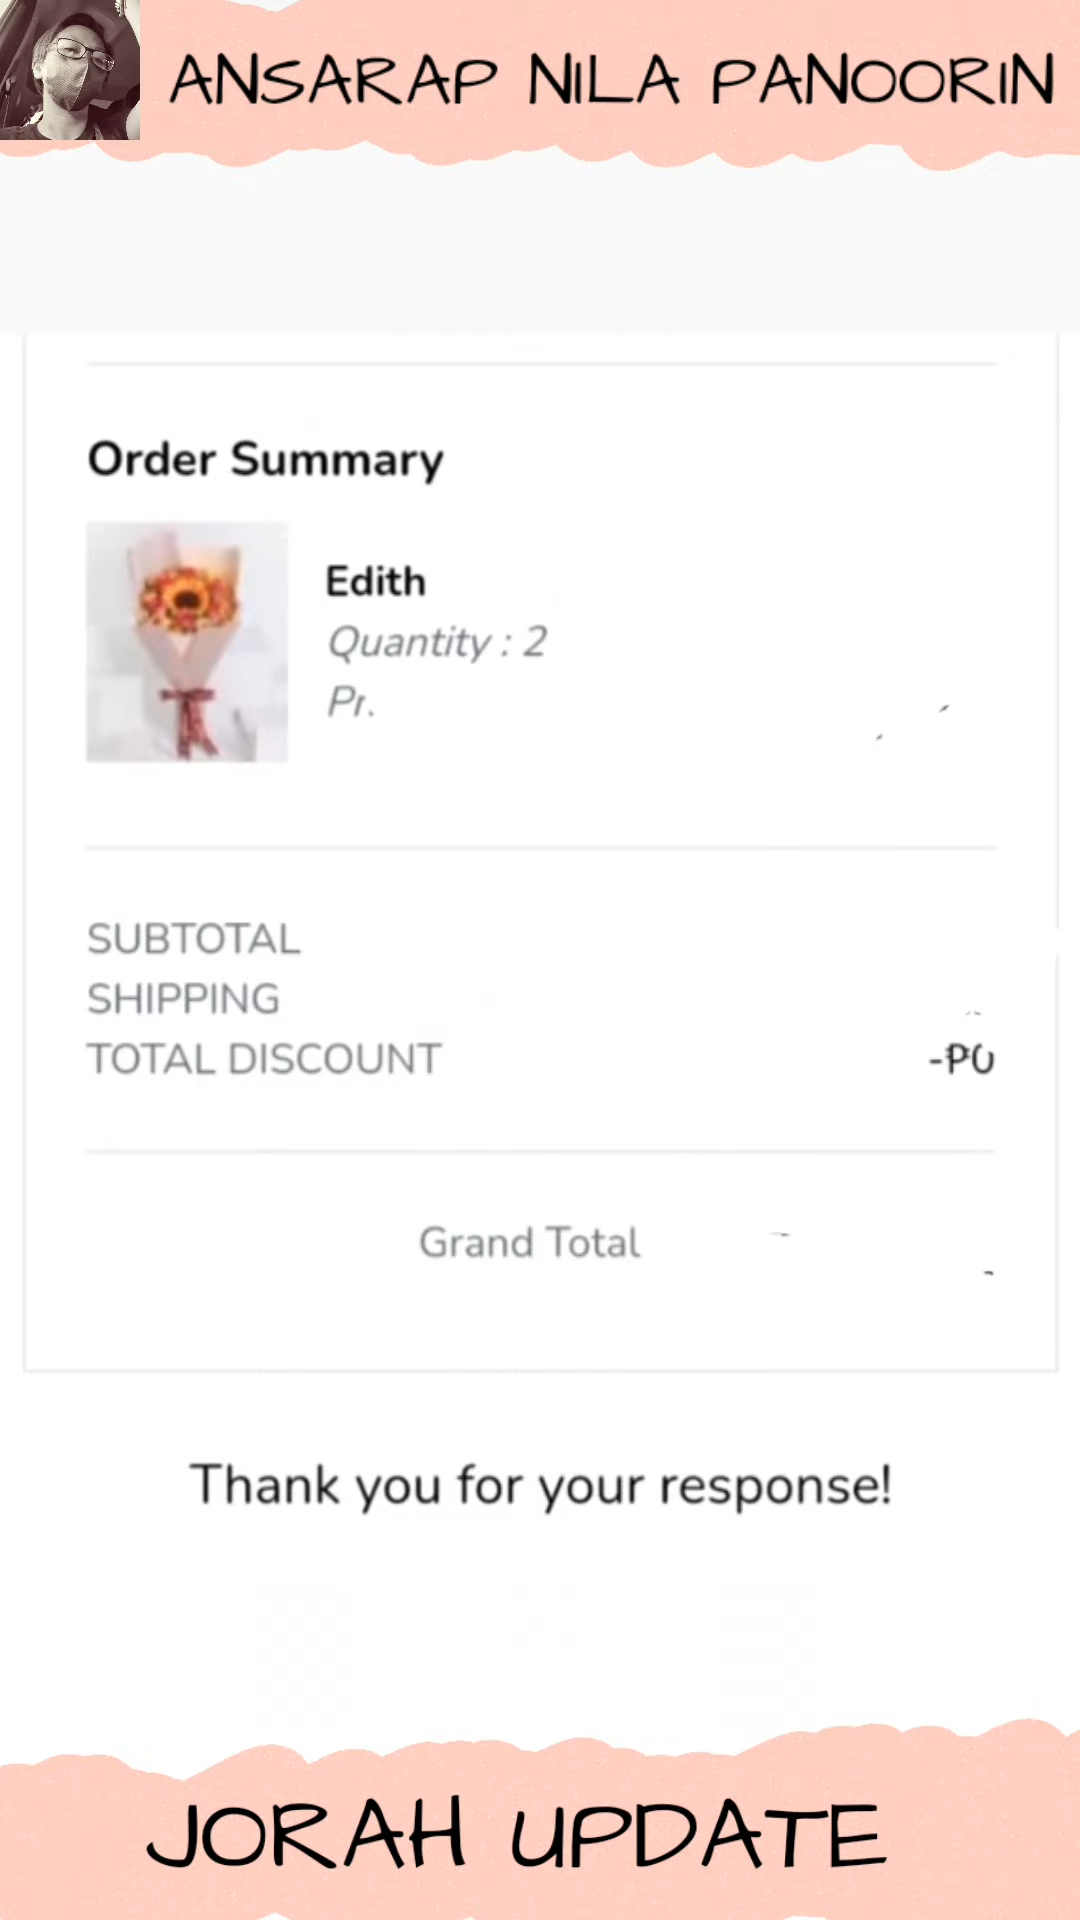 ANSARAP NILA PANOORIN
Order Summary
Edith
Quantity : 2
Pr.
SUBTOTAL
SHIPPING
TOTAL DISCOUNT -P0
Grand Total
Thank you for your response!
JORAH UPDATE